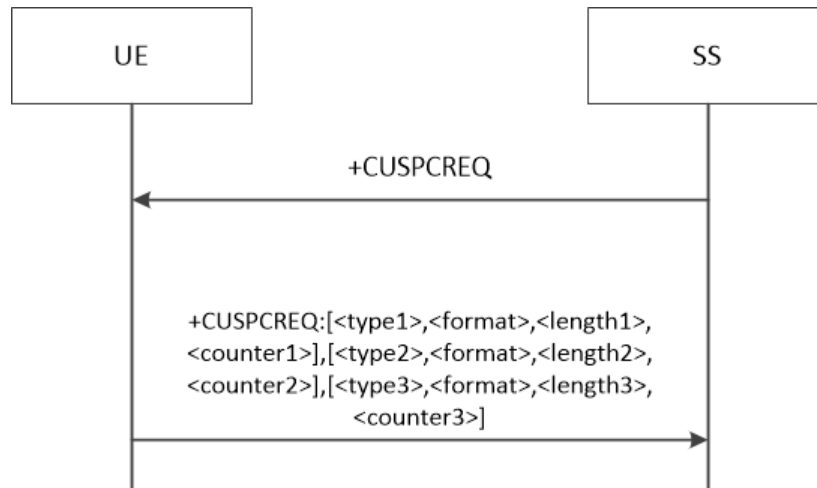 UE
SS
+CUSPCREQ
+CUSPCREQ:[<type1>,<format>,<length1>,
<counter1>],[<type2>,<format>,<length2>,
<counter2>],[<type3>,<format>,<length3>,
<counter3>]